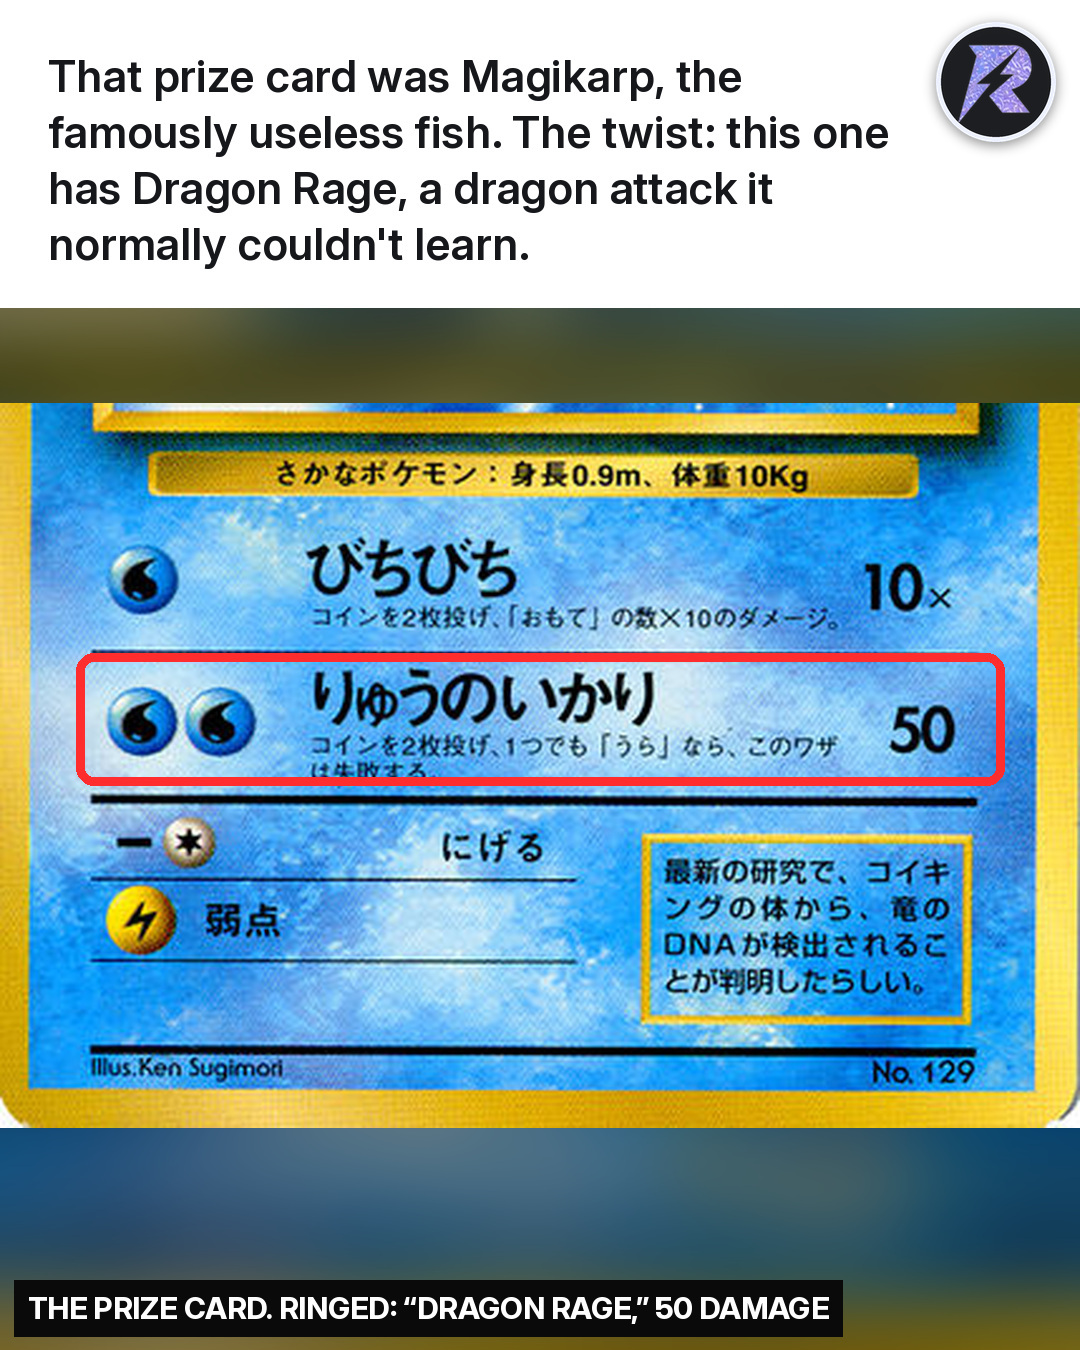 That prize card was Magikarp, the
famously useless fish. The twist: this one
has Dragon Rage, a dragon attack it
normally couldn't learn.
R
さかなポケモン：身長0.9m、体重10Kg
びちびち 10×
コインを2枚投げ、「おもて」の数×10のダメージ。
りゅうのいかり 50
コインを2枚投げ、1つでも「うら」なら、このワザ
は失敗する。
にげる
弱点
最新の研究で、コイキ
ングの体から、竜の
DNAが検出されるこ
とが判明したらしい。
Illus.Ken Sugimori
No. 129
THE PRIZE CARD. RINGED: “DRAGON RAGE,” 50 DAMAGE